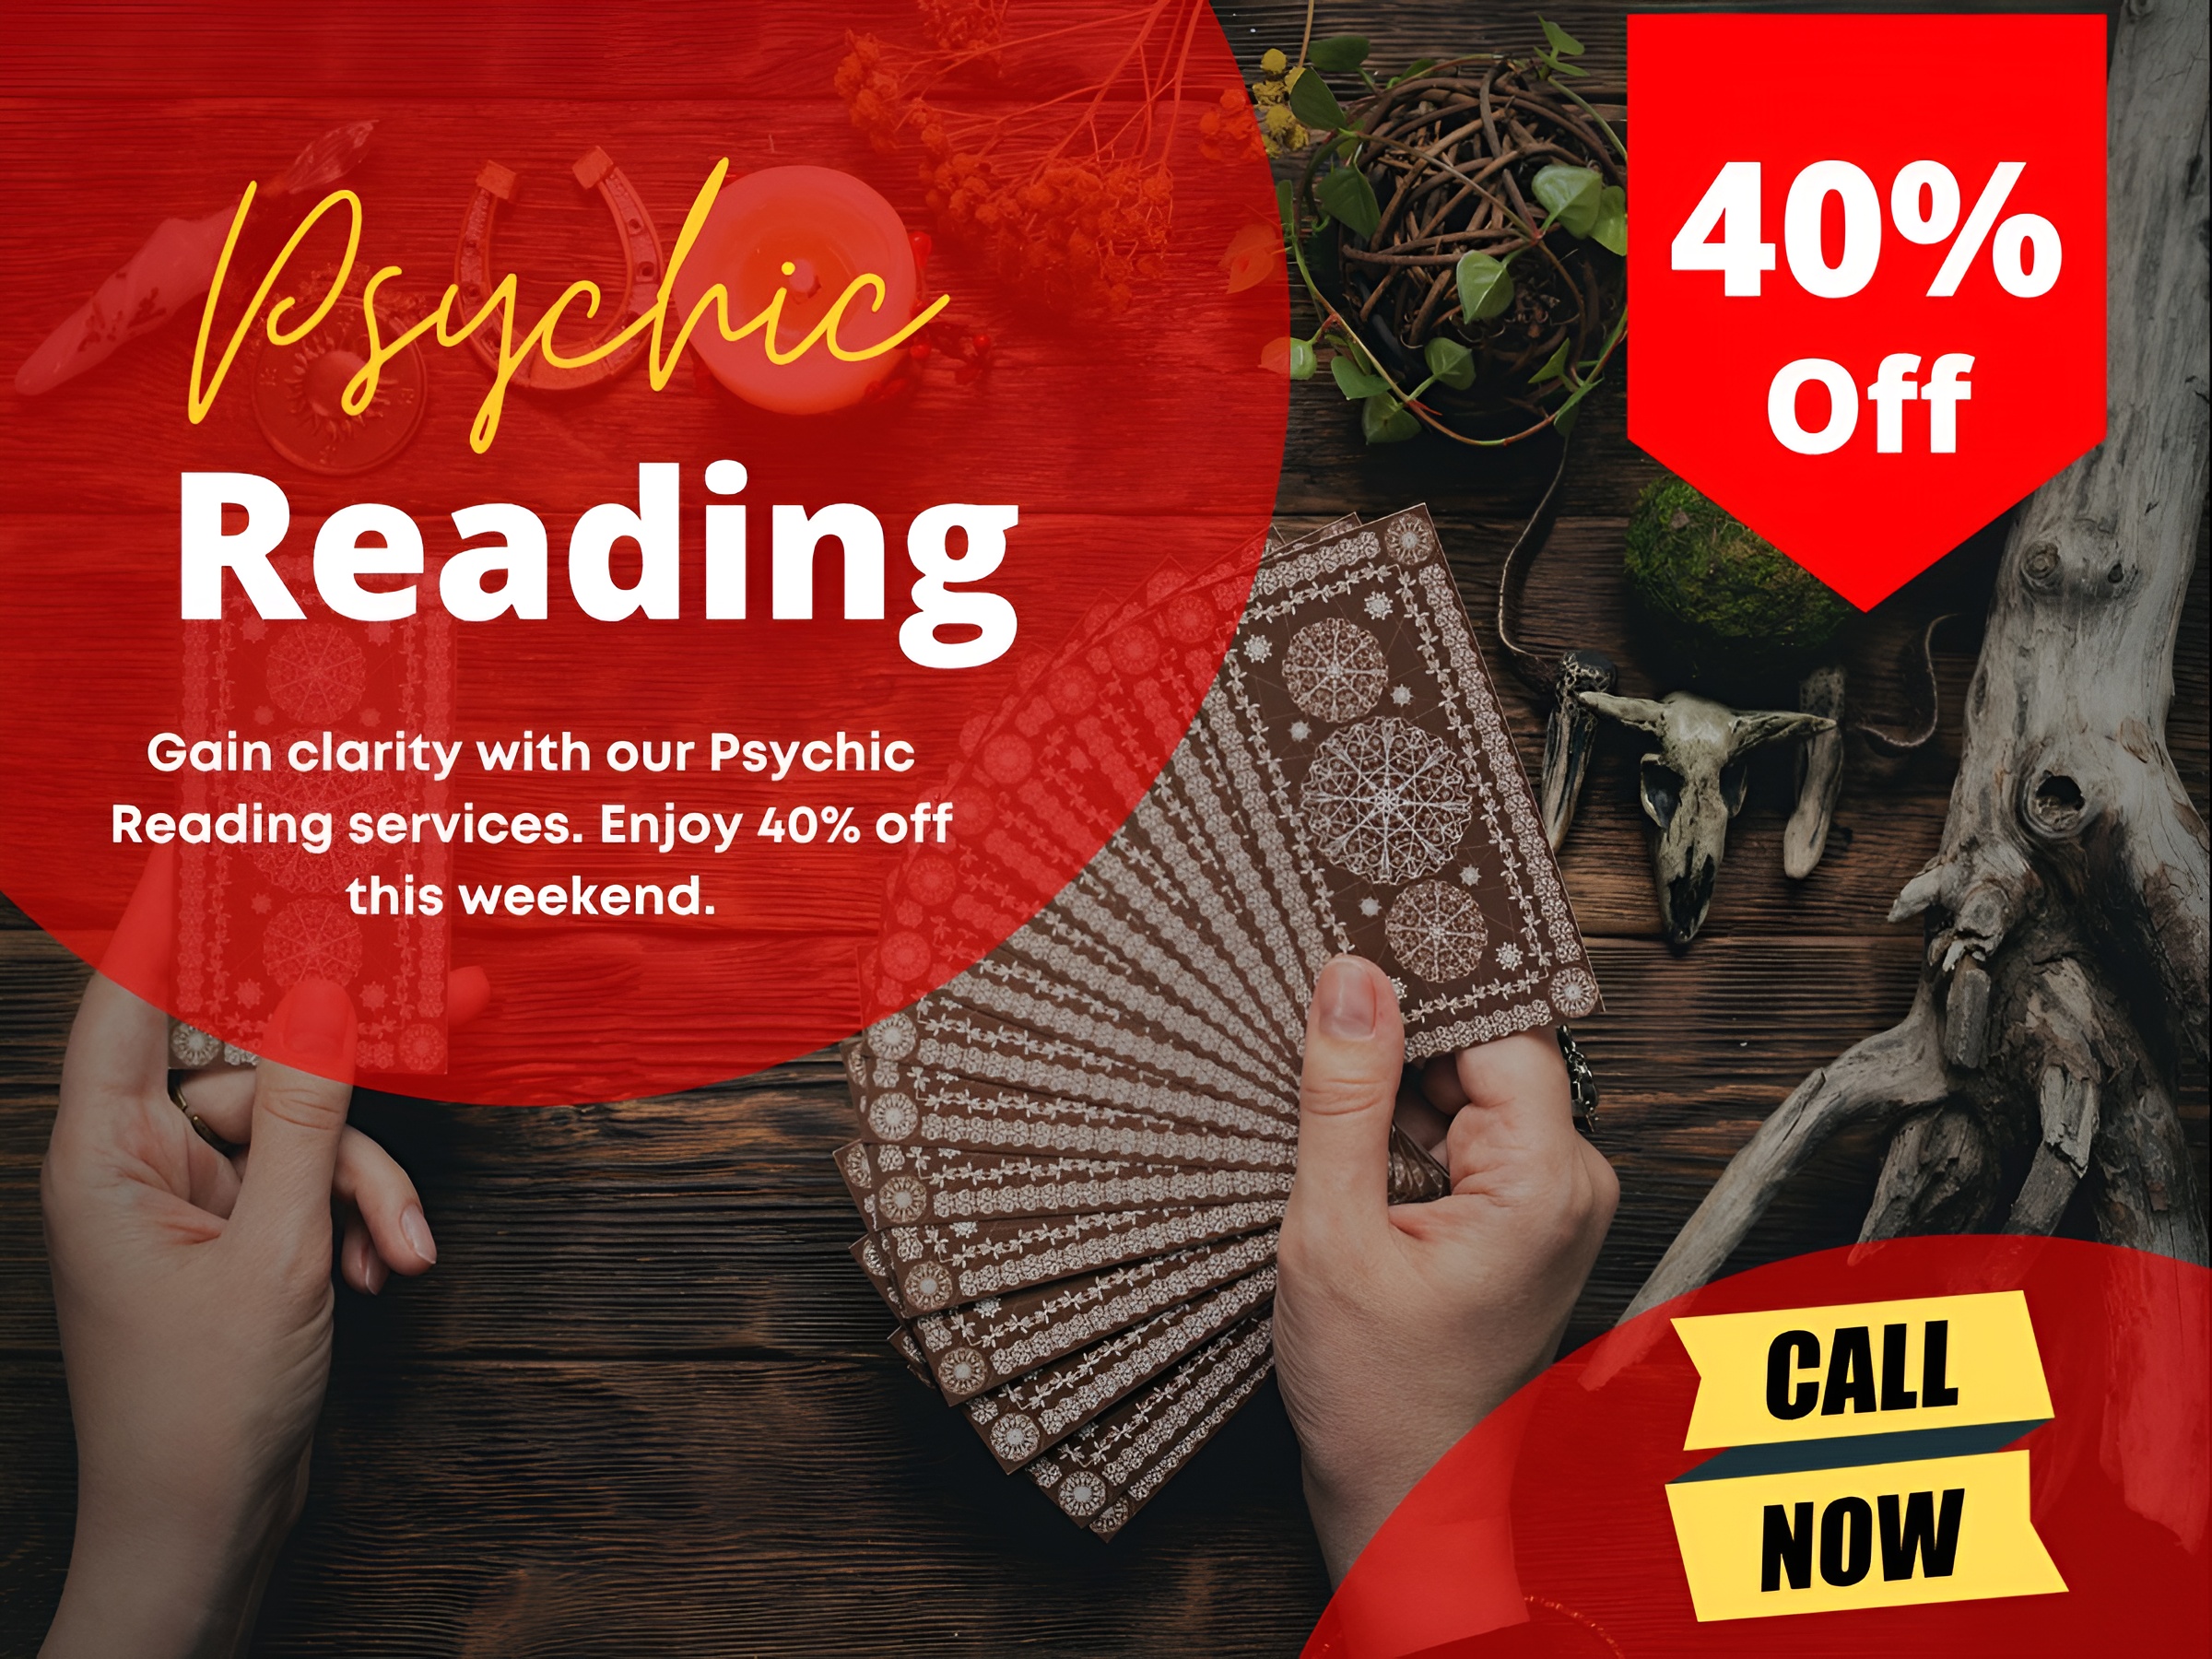 Psychic
Reading
Gain clarity with our Psychic
Reading services. Enjoy 40% off
this weekend.
40%
Off
CALL
NOW